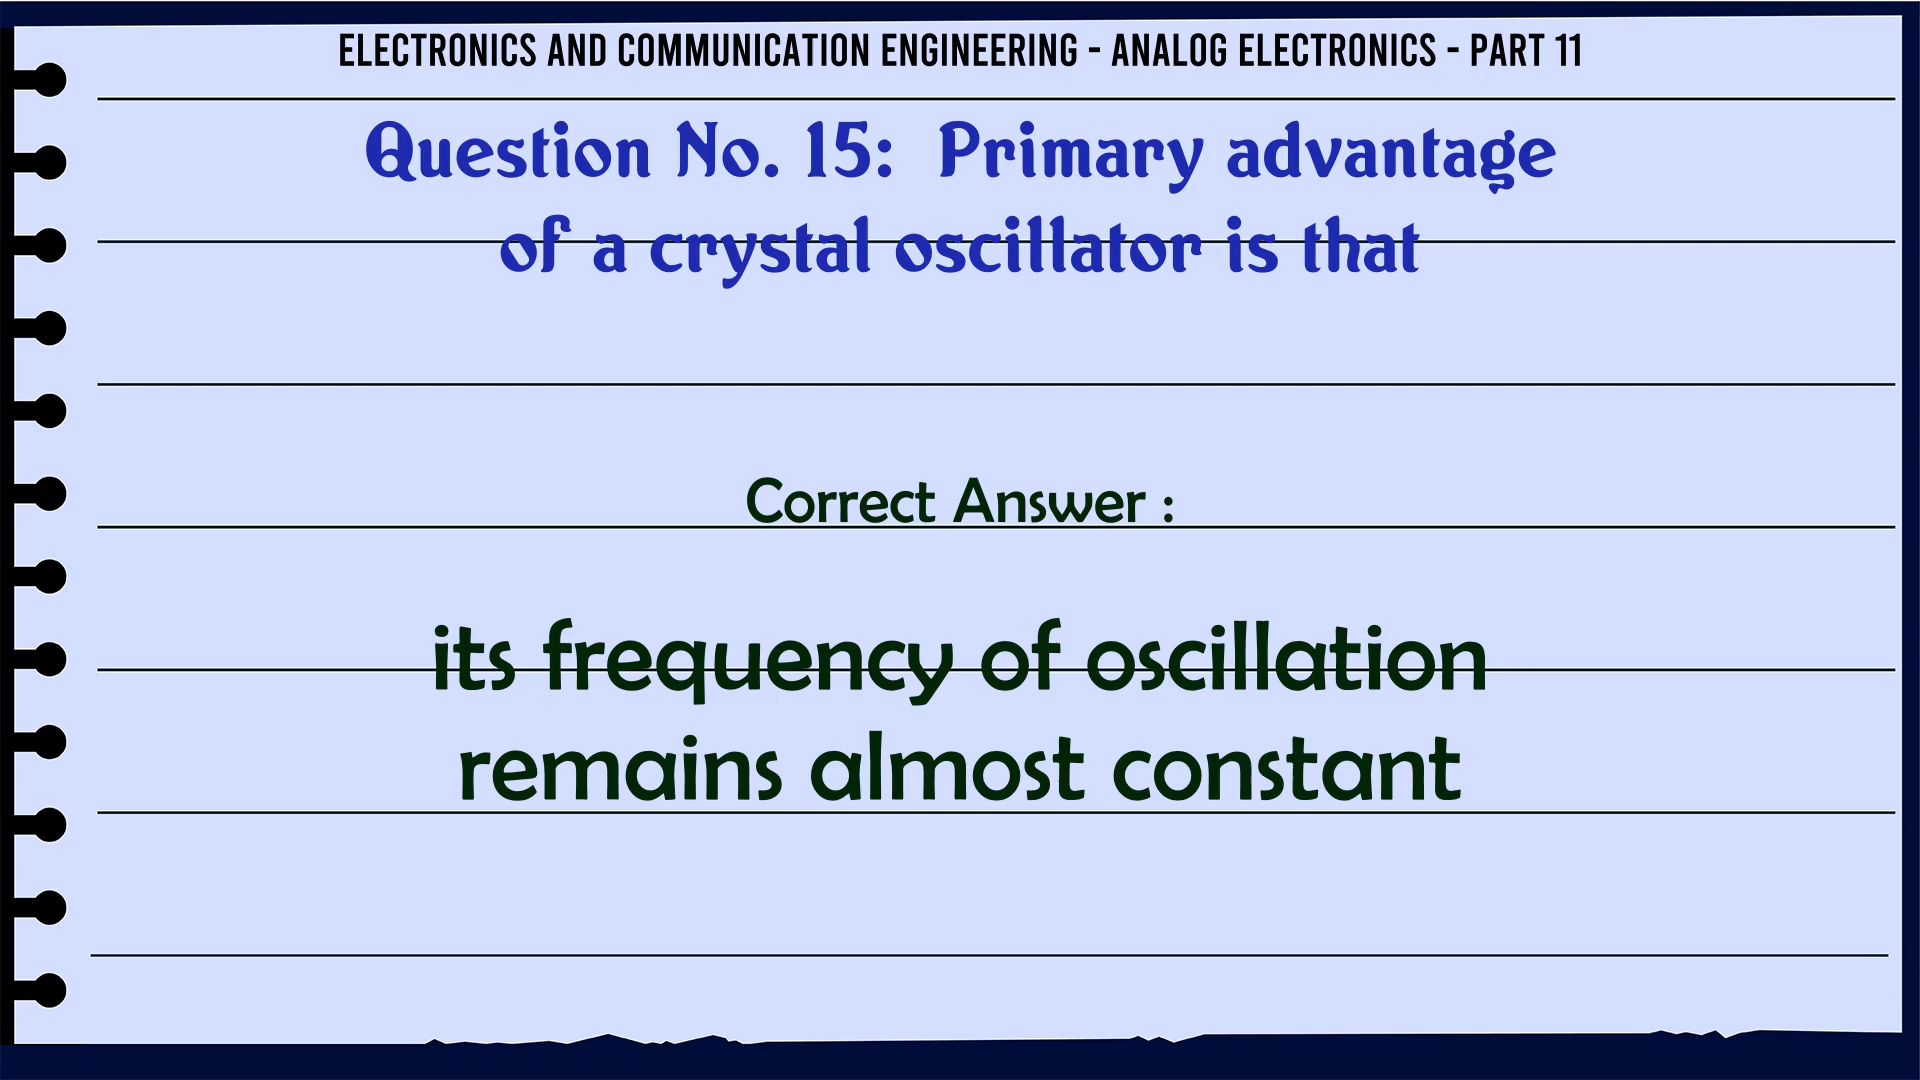 ELECTRONICS AND COMMUNICATION ENGINEERING - ANALOG ELECTRONICS - PART 11
Question No. 15: Primary advantage
of a crystal oscillator is that
Correct Answer :
its frequency of oscillation
remains almost constant